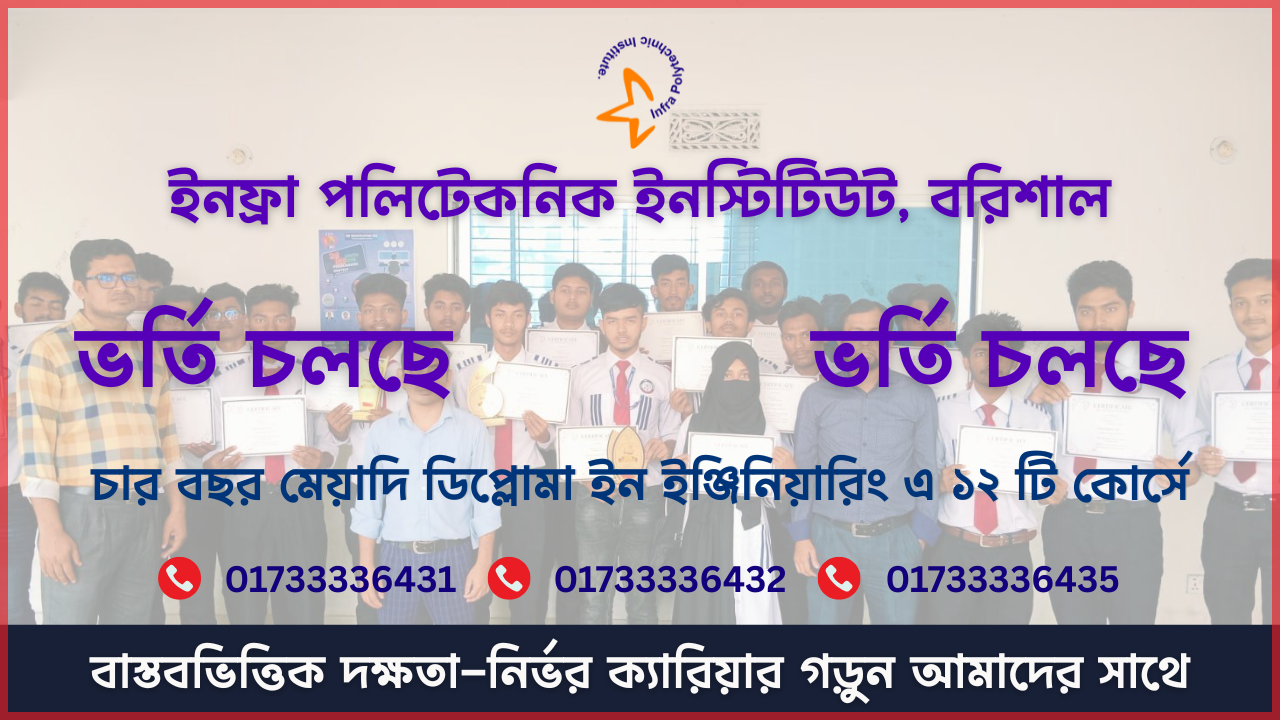 Infra Polytechnic Institute.
ইনফ্রা পলিটেকনিক ইনস্টিটিউট, বরিশাল
ভর্তি চলছে
ভর্তি চলছে
চার বছর মেয়াদি ডিপ্লোমা ইন ইঞ্জিনিয়ারিং এ ১২ টি কোর্সে
01733336431 01733336432 01733336435
বাস্তবভিত্তিক দক্ষতা–নির্ভর ক্যারিয়ার গড়ুন আমাদের সাথে